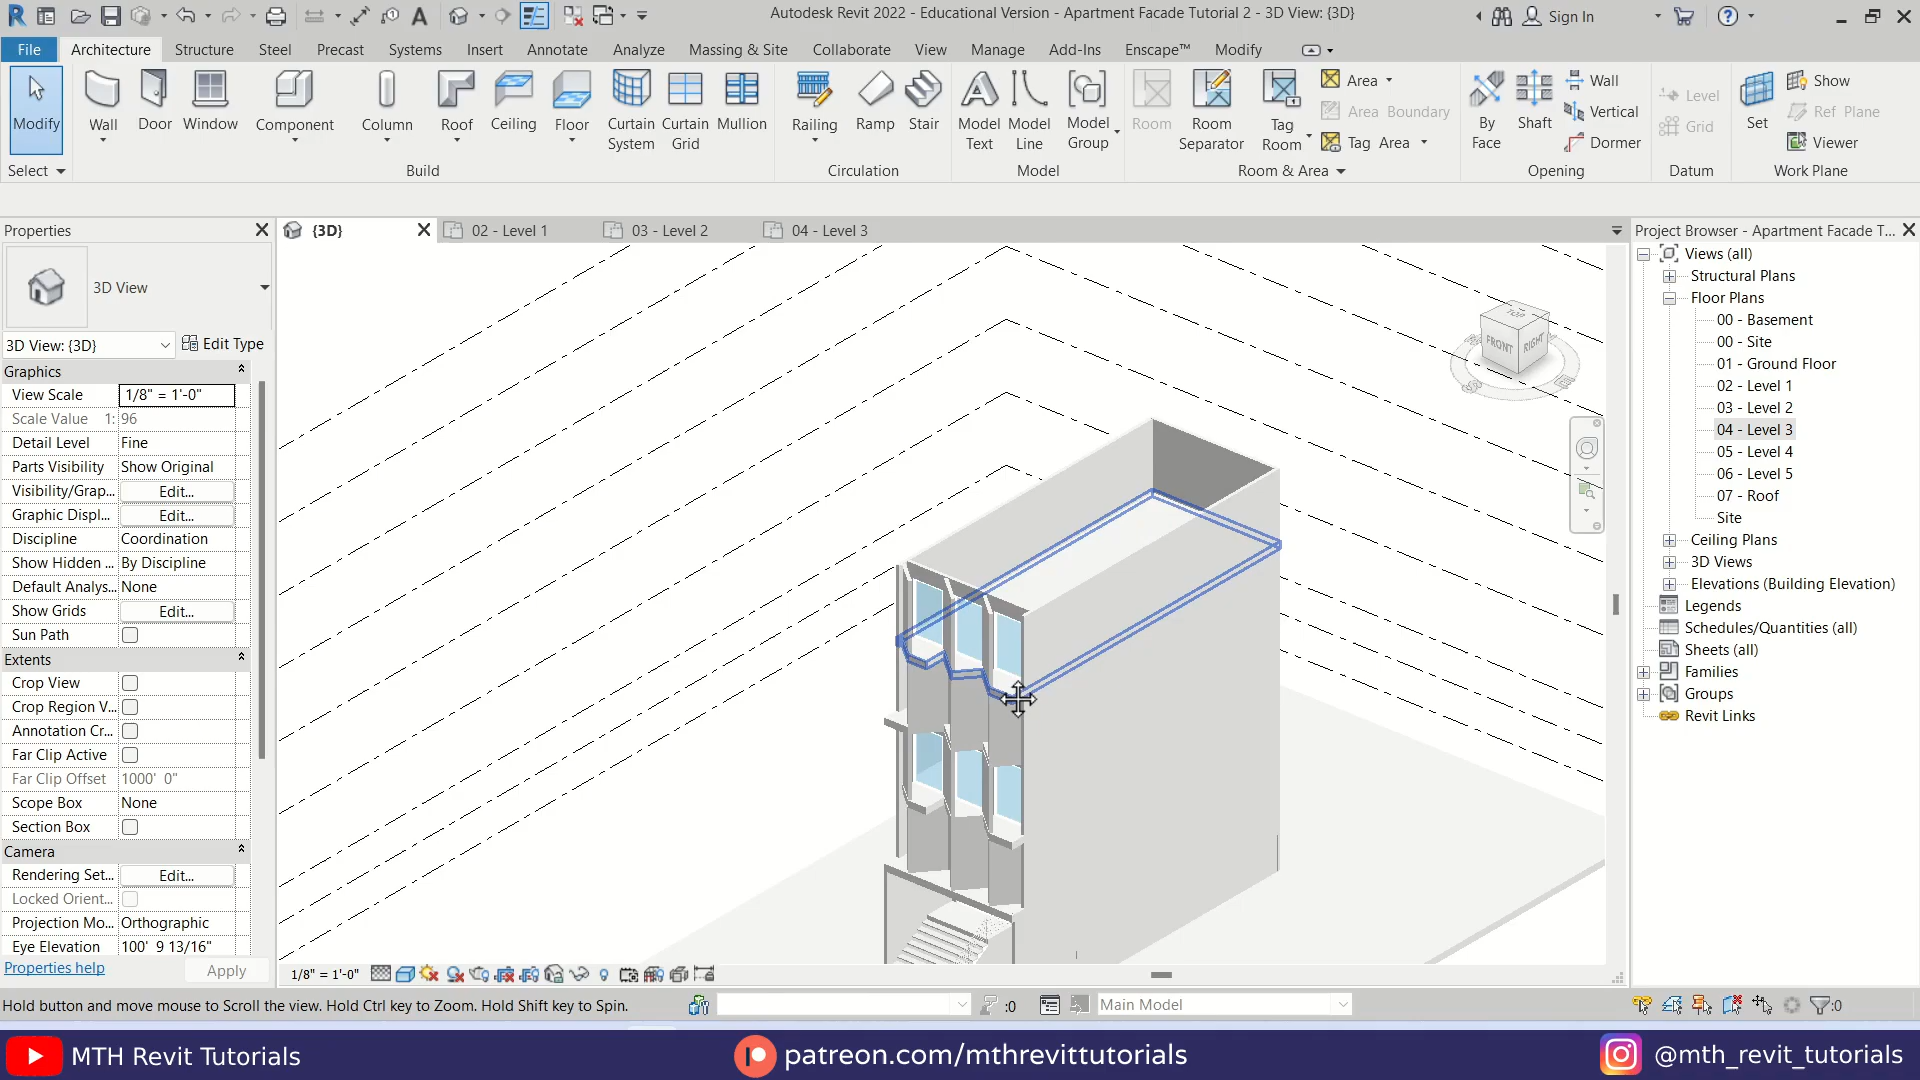 Autodesk Revit 2022 - Educational Version - Apartment Facade Tutorial 2 - 3D View: {3D}
Sign In
File Architecture Structure Steel Precast Systems Insert Annotate Analyze Massing & Site Collaborate View Manage Add-Ins Enscape™ Modify
Modify Wall Door Window Component Column Roof Ceiling Floor Curtain System Curtain Grid Mullion Railing Ramp Stair Model Text Model Line Model Group Room Room Separator Tag Room
Area
Area Boundary
Tag Area
By Face Shaft
Wall
Vertical
Dormer
Level
Grid
Set
Show
Ref Plane
Viewer
Select Build Circulation Model Room & Area Opening Datum Work Plane
Properties
3D View
3D View: {3D} Edit Type
Graphics
View Scale 1/8" = 1'-0"
Scale Value 1: 96
Detail Level Fine
Parts Visibility Show Original
Visibility/Grap... Edit...
Graphic Displ... Edit...
Discipline Coordination
Show Hidden ... By Discipline
Default Analys... None
Show Grids Edit...
Sun Path
Extents
Crop View
Crop Region V...
Annotation Cr...
Far Clip Active
Far Clip Offset 1000' 0"
Scope Box None
Section Box
Camera
Rendering Set... Edit...
Locked Orient...
Projection Mo... Orthographic
Eye Elevation 100' 9 13/16"
Properties help Apply
{3D} 02 - Level 1 03 - Level 2 04 - Level 3
TOP
FRONT RIGHT
1/8" = 1'-0"
Project Browser - Apartment Facade T...
Views (all)
Structural Plans
Floor Plans
00 - Basement
00 - Site
01 - Ground Floor
02 - Level 1
03 - Level 2
04 - Level 3
05 - Level 4
06 - Level 5
07 - Roof
Site
Ceiling Plans
3D Views
Elevations (Building Elevation)
Legends
Schedules/Quantities (all)
Sheets (all)
Families
Groups
Revit Links
Hold button and move mouse to Scroll the view. Hold Ctrl key to Zoom. Hold Shift key to Spin. :0 Main Model :0
MTH Revit Tutorials patreon.com/mthrevittutorials @mth_revit_tutorials